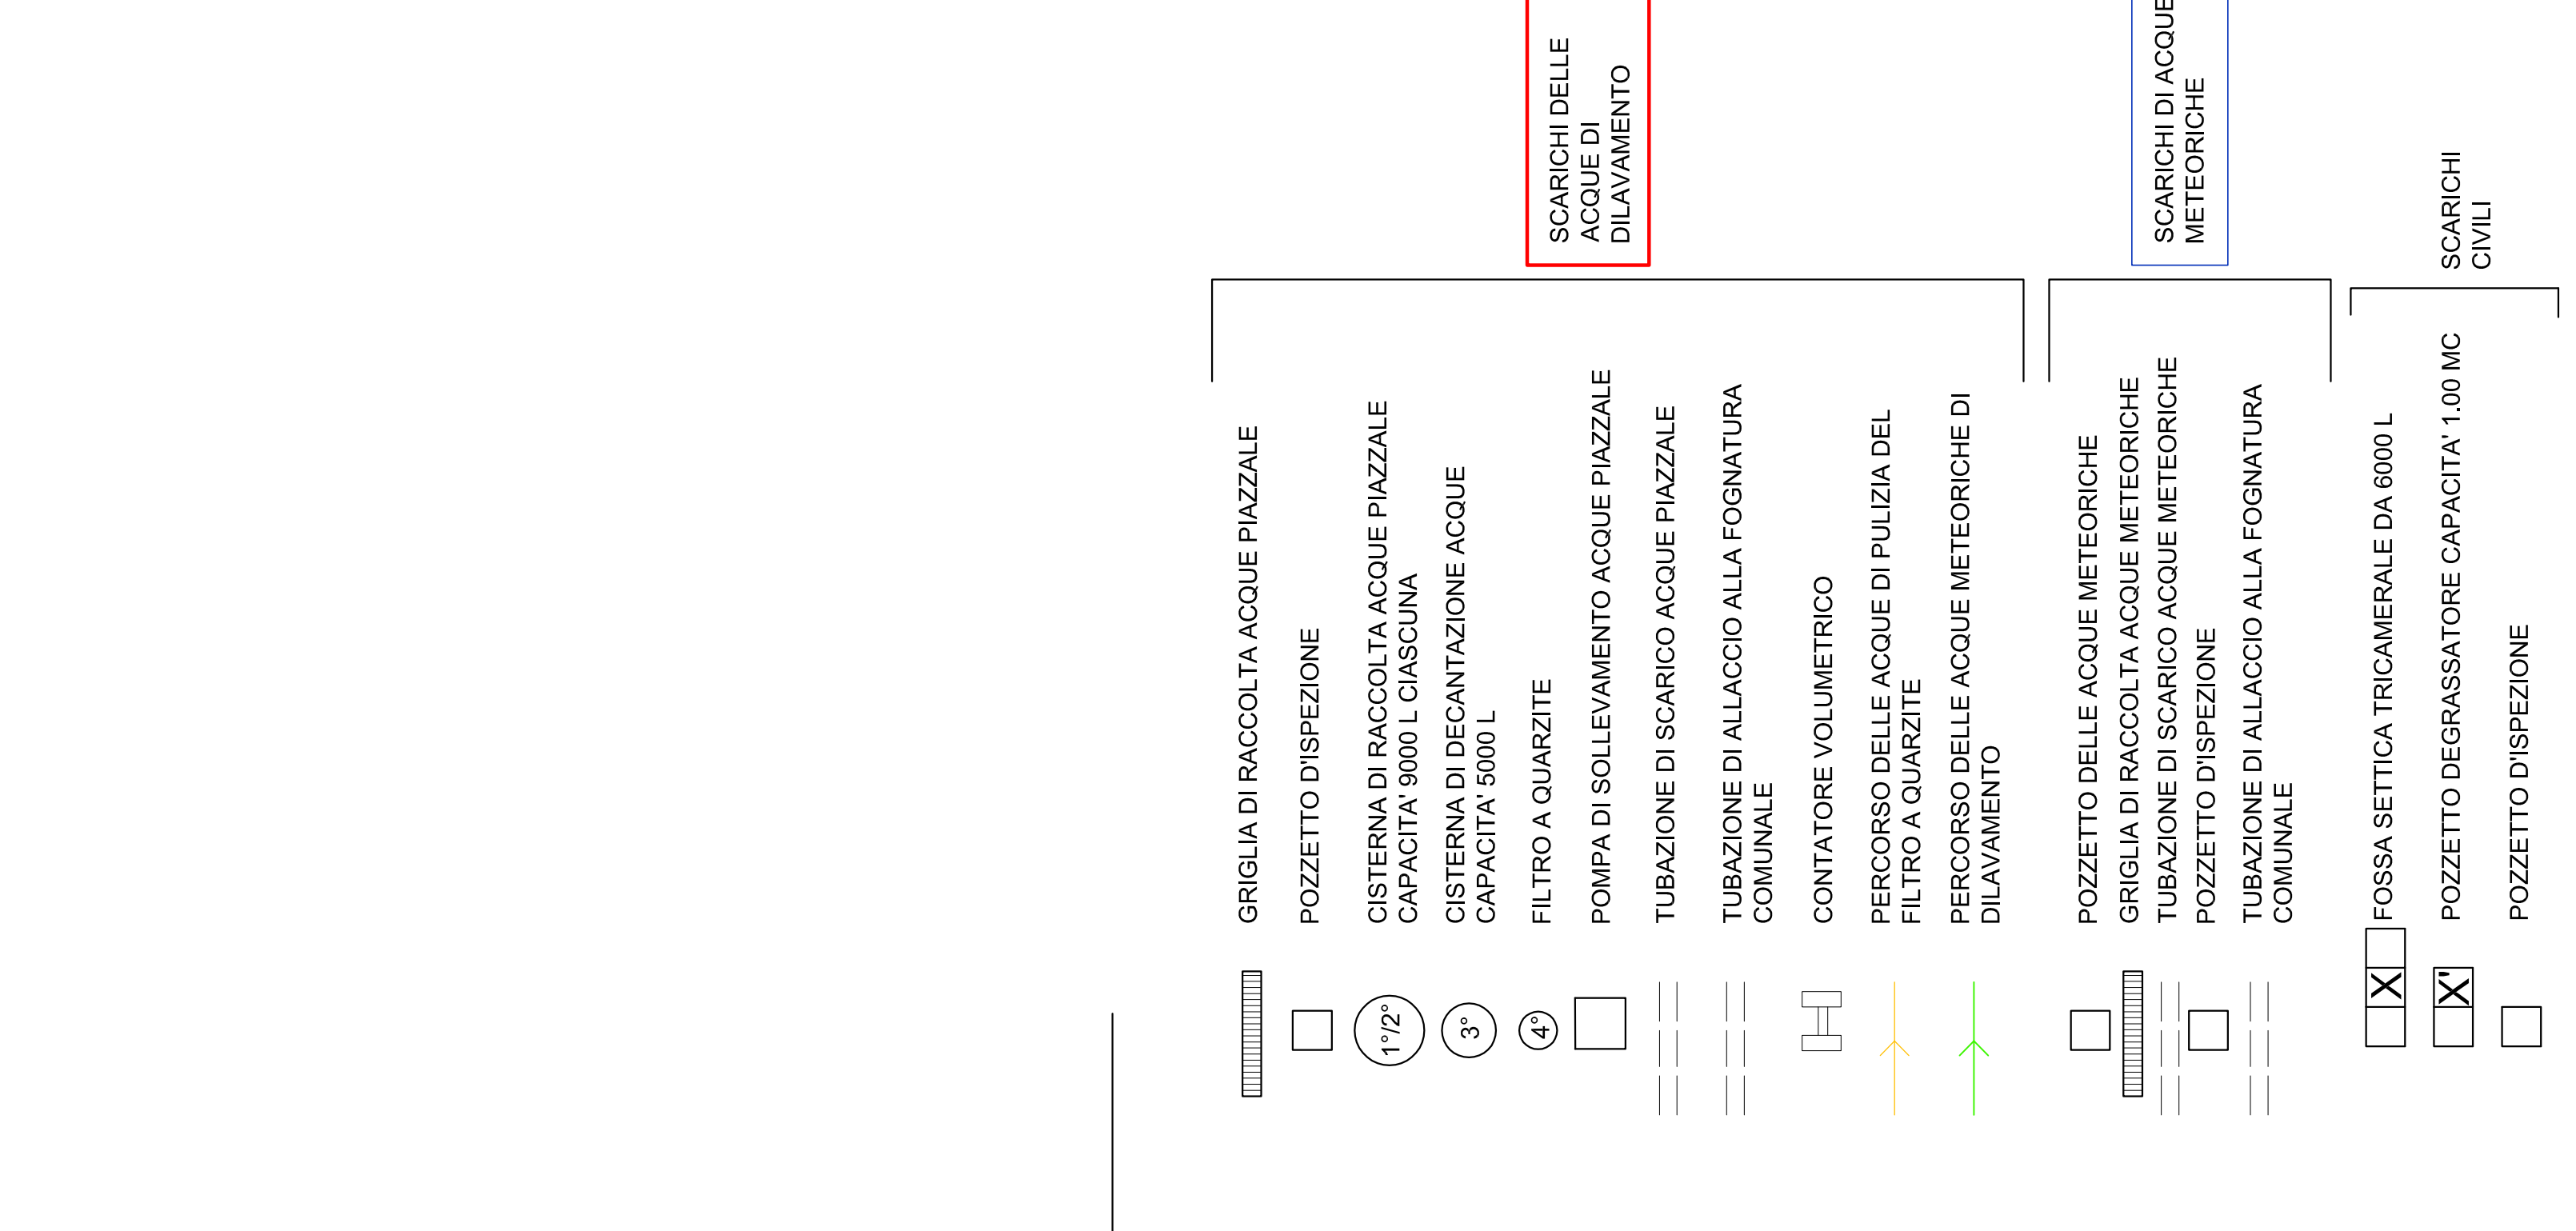 GRIGLIA DI RACCOLTA ACQUE PIAZZALE
POZZETTO D'ISPEZIONE
1°/2°
CISTERNA DI RACCOLTA ACQUE PIAZZALE
CAPACITA' 9000 L CIASCUNA
3°
CISTERNA DI DECANTAZIONE ACQUE
CAPACITA' 5000 L
4°
FILTRO A QUARZITE
POMPA DI SOLLEVAMENTO ACQUE PIAZZALE
TUBAZIONE DI SCARICO ACQUE PIAZZALE
TUBAZIONE DI ALLACCIO ALLA FOGNATURA
COMUNALE
CONTATORE VOLUMETRICO
PERCORSO DELLE ACQUE DI PULIZIA DEL
FILTRO A QUARZITE
PERCORSO DELLE ACQUE METEORICHE DI
DILAVAMENTO
SCARICHI DELLE
ACQUE DI
DILAVAMENTO
POZZETTO DELLE ACQUE METEORICHE
GRIGLIA DI RACCOLTA ACQUE METEORICHE
TUBAZIONE DI SCARICO ACQUE METEORICHE
POZZETTO D'ISPEZIONE
TUBAZIONE DI ALLACCIO ALLA FOGNATURA
COMUNALE
SCARICHI DI ACQUE
METEORICHE
X
FOSSA SETTICA TRICAMERALE DA 6000 L
X'
POZZETTO DEGRASSATORE CAPACITA' 1.00 MC
POZZETTO D'ISPEZIONE
SCARICHI
CIVILI